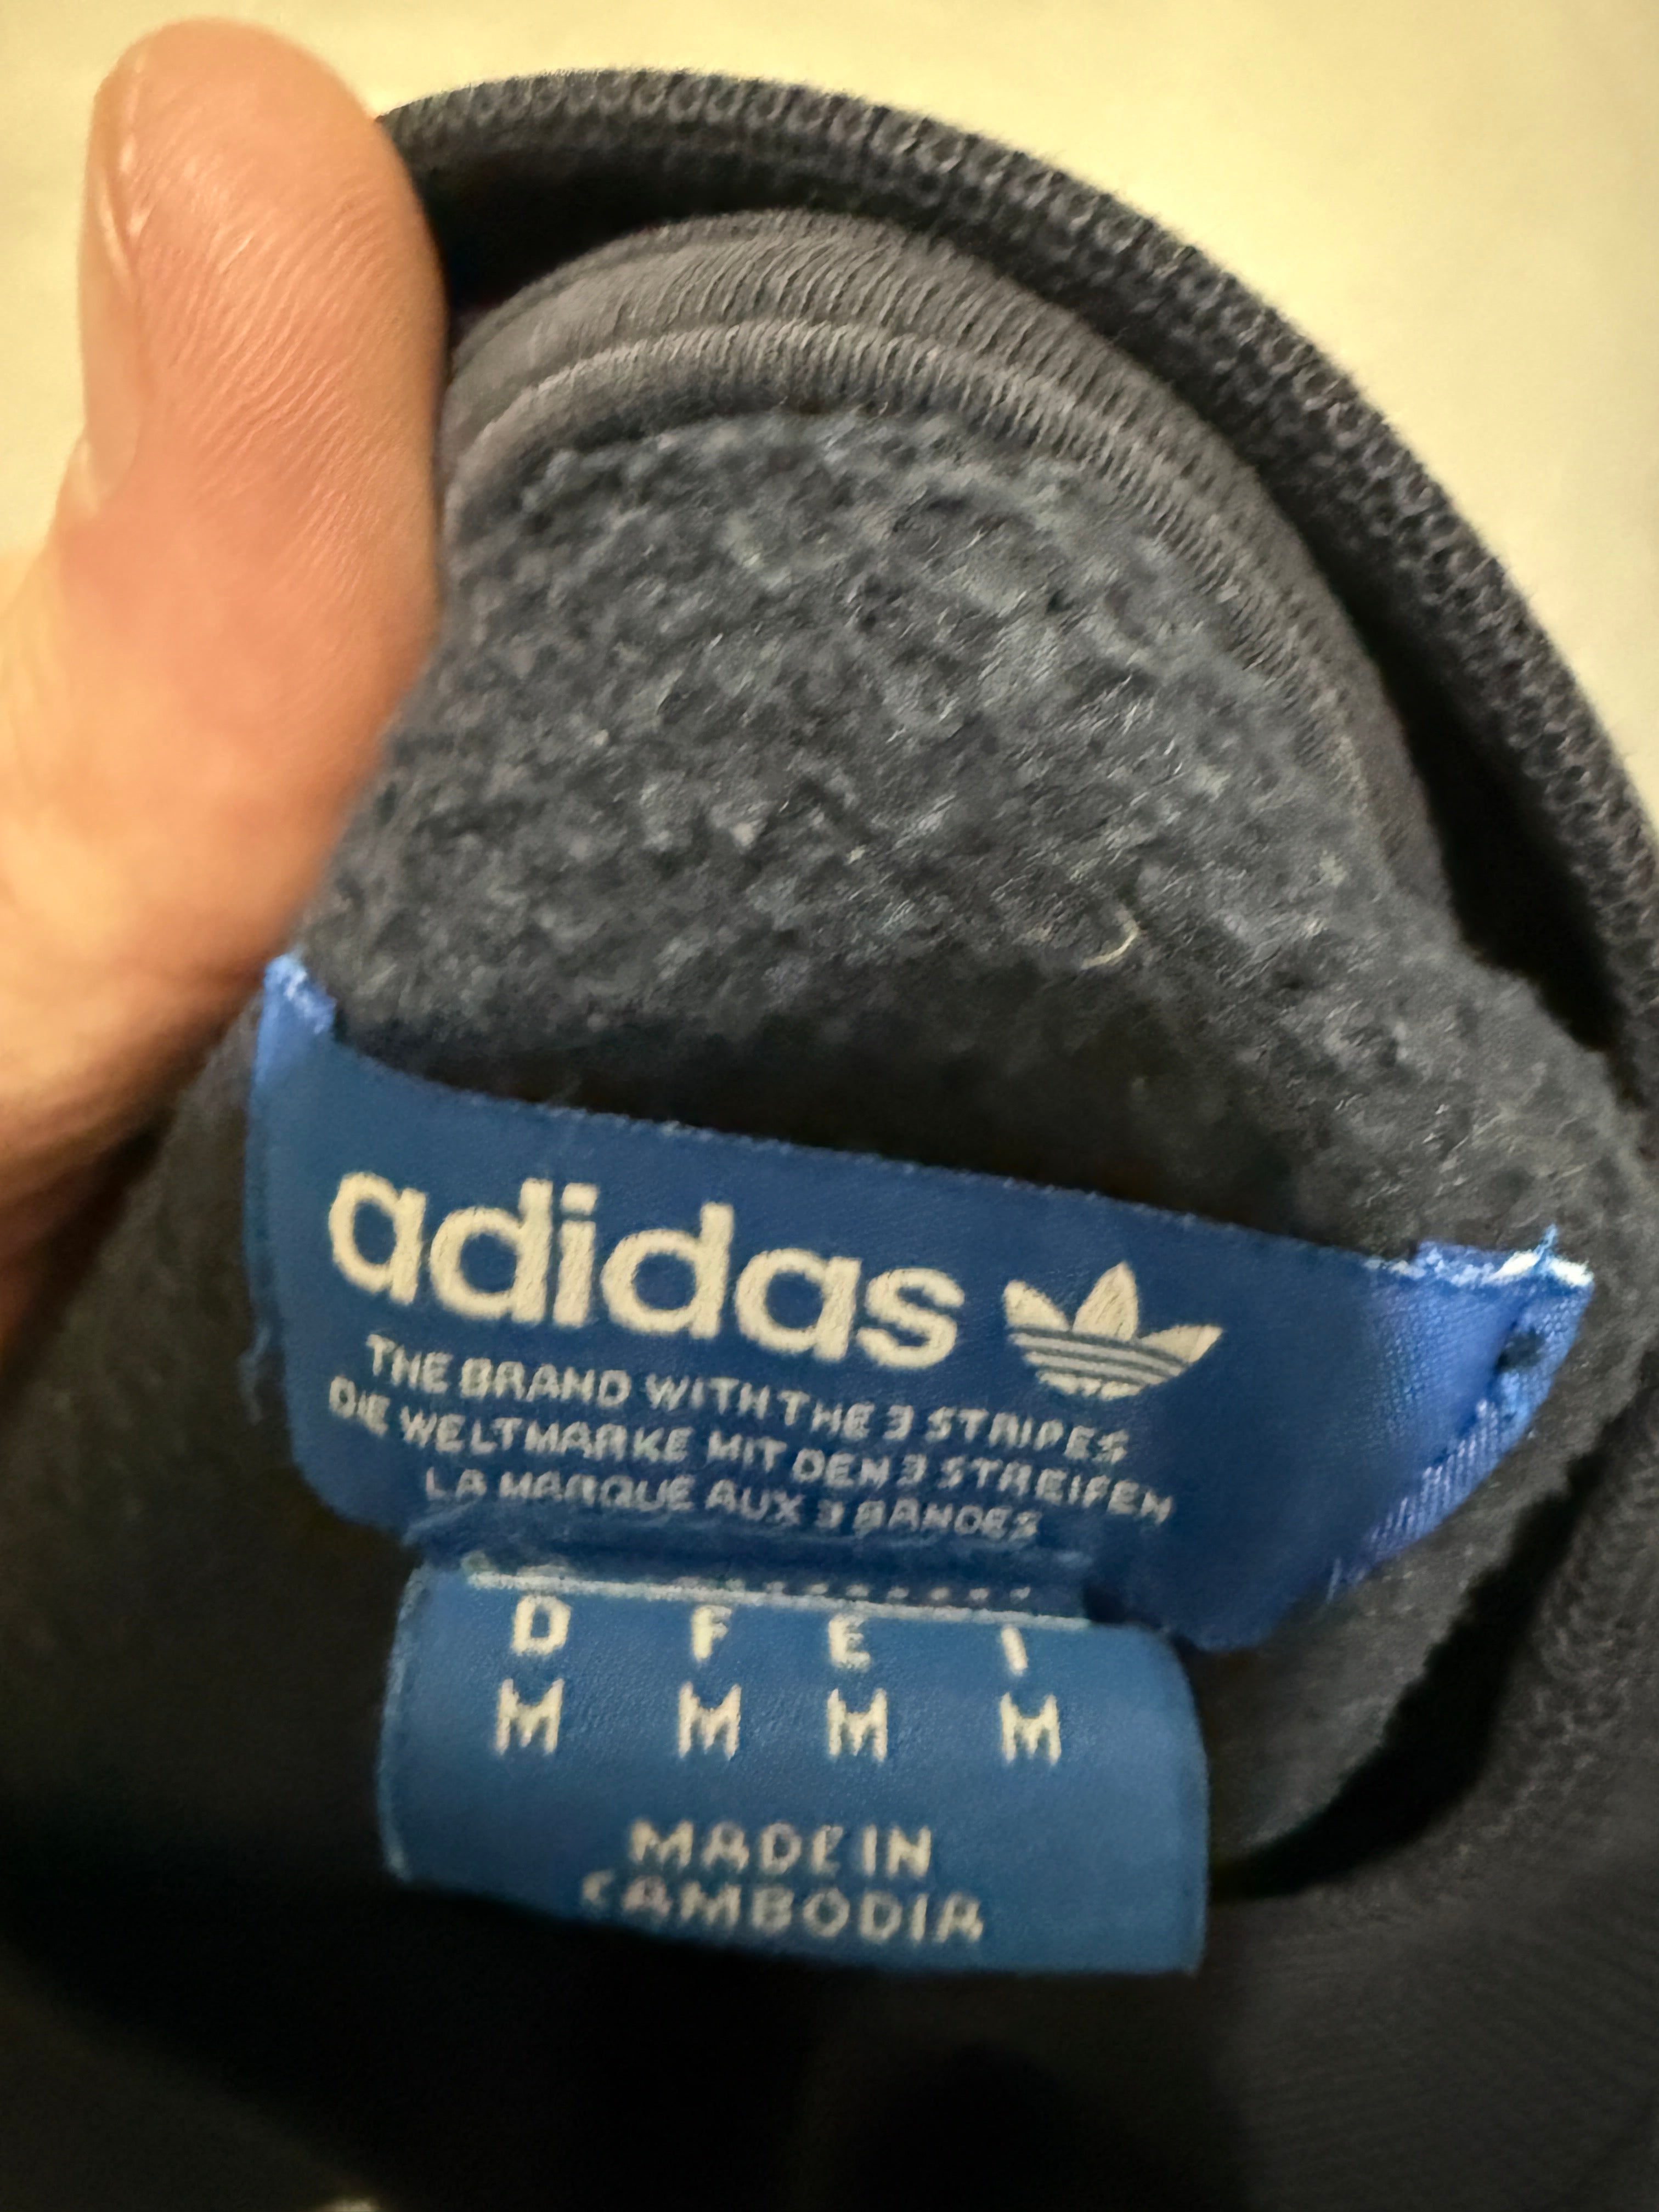 adidas
THE BRAND WITH THE 3 STRIPES
DIE WELTMARKE MIT DEN 3 STREIFEN
LA MARQUE AUX 3 BANDES
D F E I
M M M M
MADE IN
CAMBODIA